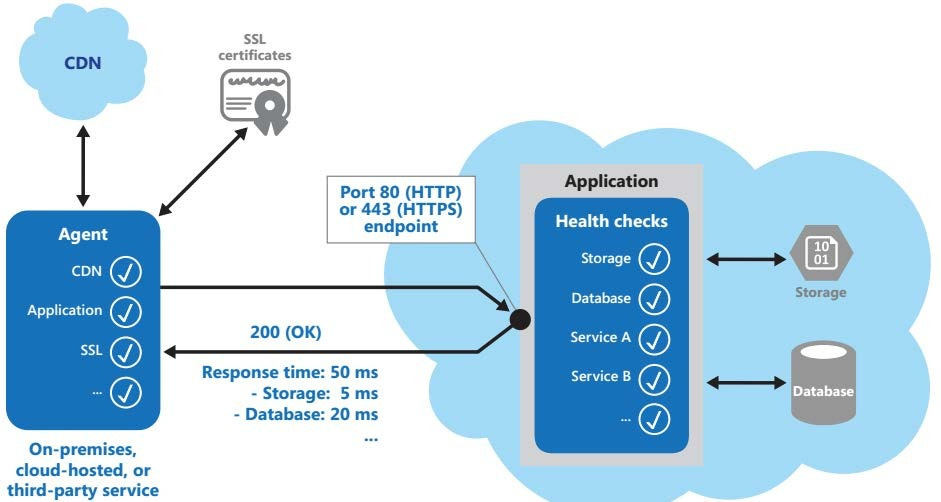 CDN
SSL
certificates
Agent
CDN
Application
SSL
...
On-premises,
cloud-hosted, or
third-party service
Port 80 (HTTP)
or 443 (HTTPS)
endpoint
200 (OK)
Response time: 50 ms
- Storage: 5 ms
- Database: 20 ms
...
Application
Health checks
Storage
Database
Service A
Service B
...
10
01
Storage
Database